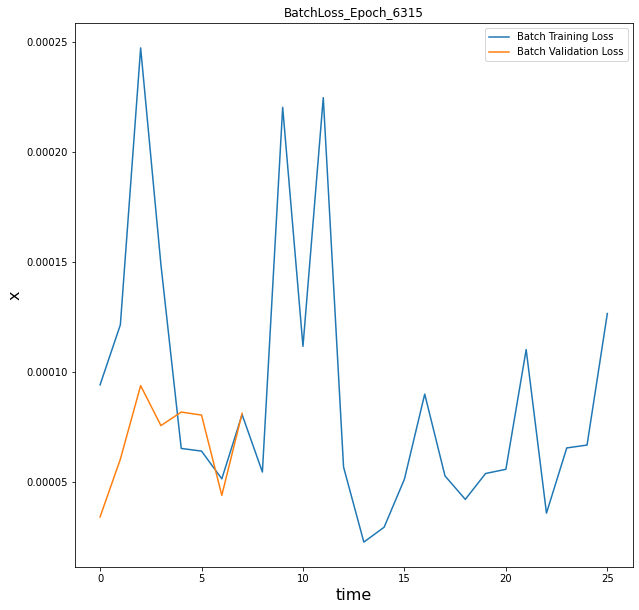 BatchLoss_Epoch_6315
Batch Training Loss
Batch Validation Loss
0.00025
0.00020
0.00015
0.00010
0.00005
x
0 5 10 15 20 25
time